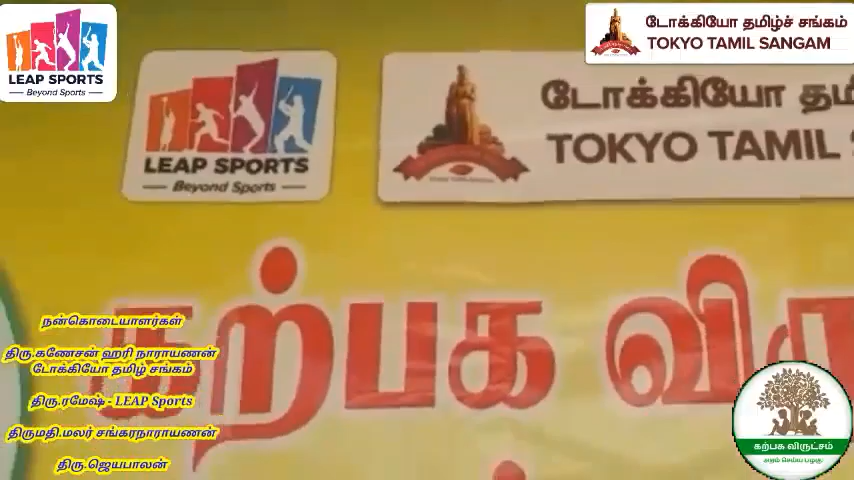 LEAP SPORTS
Beyond Sports
டோக்கியோ தமிழ்ச் சங்கம்
TOKYO TAMIL SANGAM
LEAP SPORTS
Beyond Sports
டோக்கியோ
TOKYO TAMIL
கற்பக
நன்கொடையாளர்கள்
திரு.கணேசன் ஹரி நாராயணன்
டோக்கியோ தமிழ் சங்கம்
திரு.ரமேஷ் - LEAP Sports
திருமதி.மலர் சங்கரநாராயணன்
திரு.ஜெயபாலன்
கற்பக விருட்சம்
அறம் செய்ய பழகு